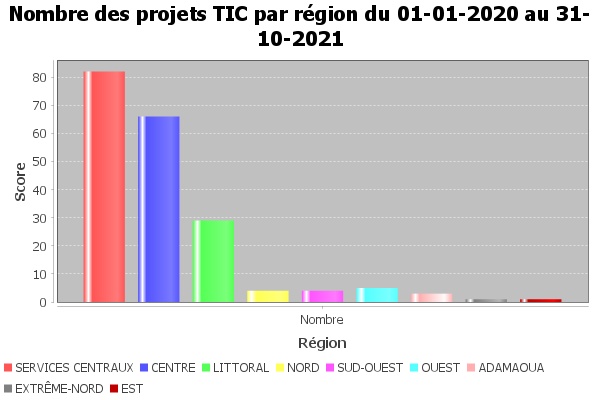 Nombre des projets TIC par région du 01-01-2020 au 31-
10-2021
80
70
60
50
40
30
20
10
0
Score
Nombre
Région
SERVICES CENTRAUX CENTRE LITTORAL NORD SUD-OUEST OUEST ADAMAOUA
EXTRÊME-NORD EST